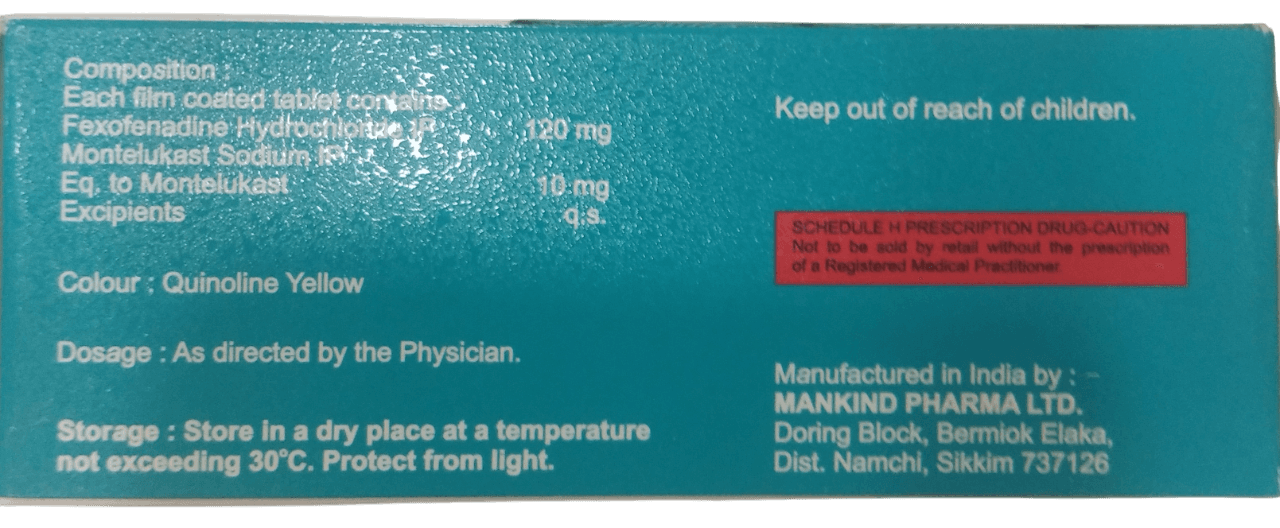 Composition :
Each film coated tablet contains
Fexofenadine Hydrochloride IP 120 mg
Montelukast Sodium IP
Eq. to Montelukast 10 mg
Excipients q.s.
Colour : Quinoline Yellow
Dosage : As directed by the Physician.
Storage : Store in a dry place at a temperature
not exceeding 30°C. Protect from light.
Keep out of reach of children.
SCHEDULE H PRESCRIPTION DRUG-CAUTION
Not to be sold by retail without the prescription
of a Registered Medical Practitioner.
Manufactured in India by :
MANKIND PHARMA LTD.
Doring Block, Bermiok Elaka,
Dist. Namchi, Sikkim 737126